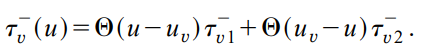 τ_v^-(u) = Θ(u − u_v) τ_{v1}^- + Θ(u_v − u) τ_{v2}^- .